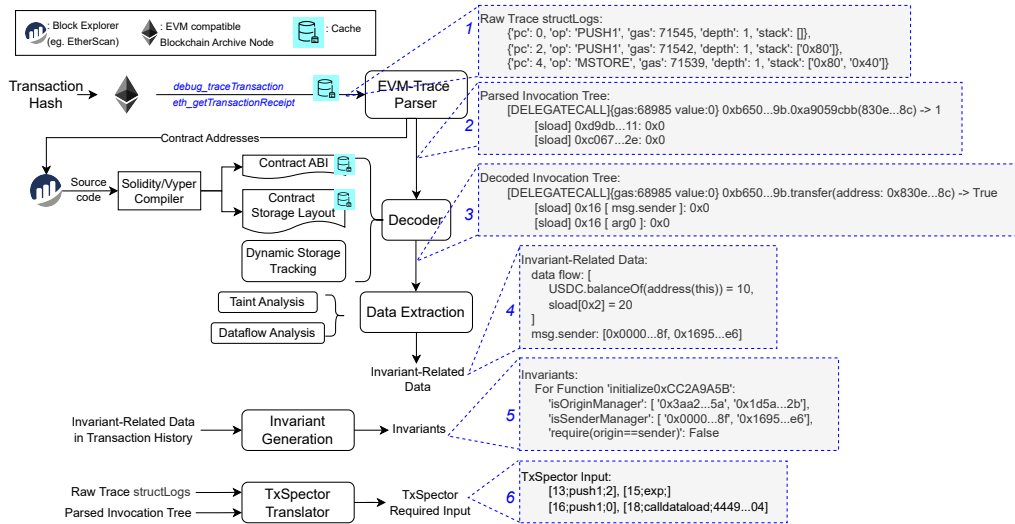 : Block Explorer
(eg. EtherScan)
: EVM compatible
Blockchain Archive Node
: Cache
Transaction
Hash
debug_traceTransaction
eth_getTransactionReceipt
EVM-Trace
Parser
Contract Addresses
Source
code
Solidity/Vyper
Compiler
Contract ABI
Contract
Storage Layout
Dynamic Storage
Tracking
Decoder
Taint Analysis
Dataflow Analysis
Data Extraction
Invariant-Related
Data
Invariant-Related Data
in Transaction History
Invariant
Generation
Invariants
Raw Trace structLogs
Parsed Invocation Tree
TxSpector
Translator
TxSpector
Required Input
1
Raw Trace structLogs:
{'pc': 0, 'op': 'PUSH1', 'gas': 71545, 'depth': 1, 'stack': []},
{'pc': 2, 'op': 'PUSH1', 'gas': 71542, 'depth': 1, 'stack': ['0x80']},
{'pc': 4, 'op': 'MSTORE', 'gas': 71539, 'depth': 1, 'stack': ['0x80', '0x40']}
2
Parsed Invocation Tree:
[DELEGATECALL]{gas:68985 value:0} 0xb650...9b.0xa9059cbb(830e...8c) -> 1
[sload] 0xd9db...11: 0x0
[sload] 0xc067...2e: 0x0
3
Decoded Invocation Tree:
[DELEGATECALL]{gas:68985 value:0} 0xb650...9b.transfer(address: 0x830e...8c) -> True
[sload] 0x16 [ msg.sender ]: 0x0
[sload] 0x16 [ arg0 ]: 0x0
4
Invariant-Related Data:
data flow: [
USDC.balanceOf(address(this)) = 10,
sload[0x2] = 20
]
msg.sender: [0x0000...8f, 0x1695...e6]
5
Invariants:
For Function 'initialize0xCC2A9A5B':
'isOriginManager': [ '0x3aa2...5a', '0x1d5a...2b'],
'isSenderManager': [ '0x0000...8f', '0x1695...e6'],
'require(origin==sender)': False
6
TxSpector Input:
[13;push1;2], [15;exp;]
[16;push1;0], [18;calldataload;4449...04]